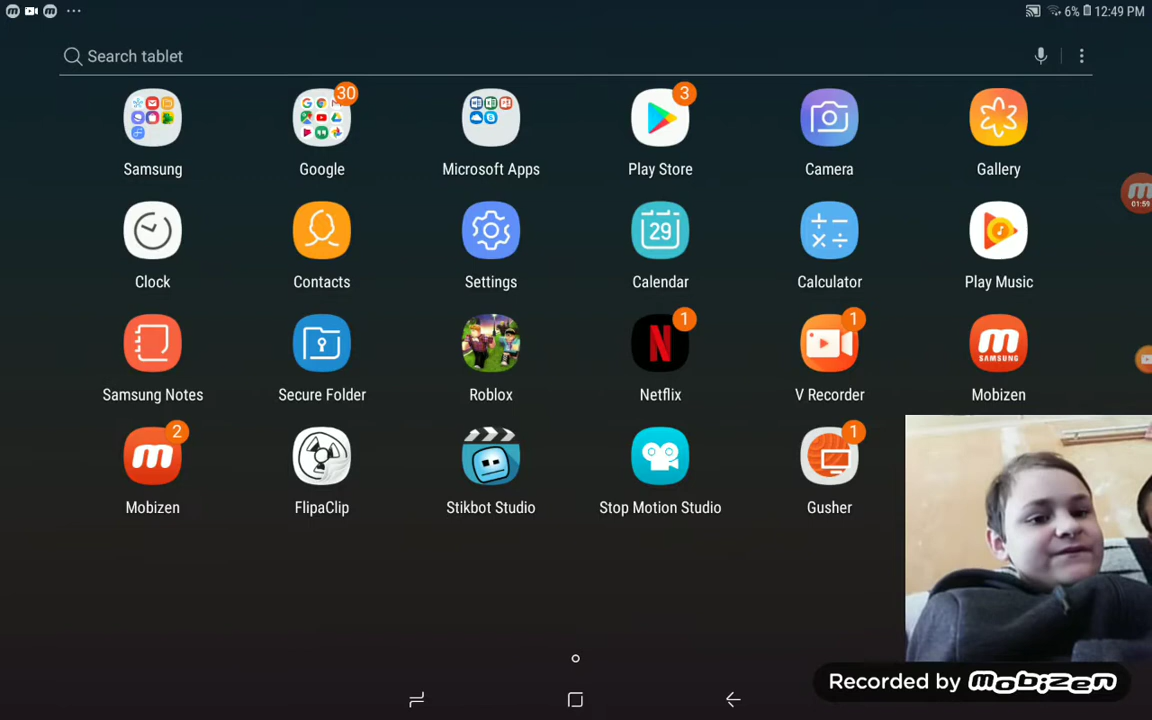 6% 12:49 PM
Search tablet
30
3
Samsung
Google
Microsoft Apps
Play Store
Camera
Gallery
01:59
29
Clock
Contacts
Settings
Calendar
Calculator
Play Music
1
1
SAMSUNG
Samsung Notes
Secure Folder
Roblox
Netflix
V Recorder
Mobizen
2
1
Mobizen
FlipaClip
Stikbot Studio
Stop Motion Studio
Gusher
Recorded by mobizen